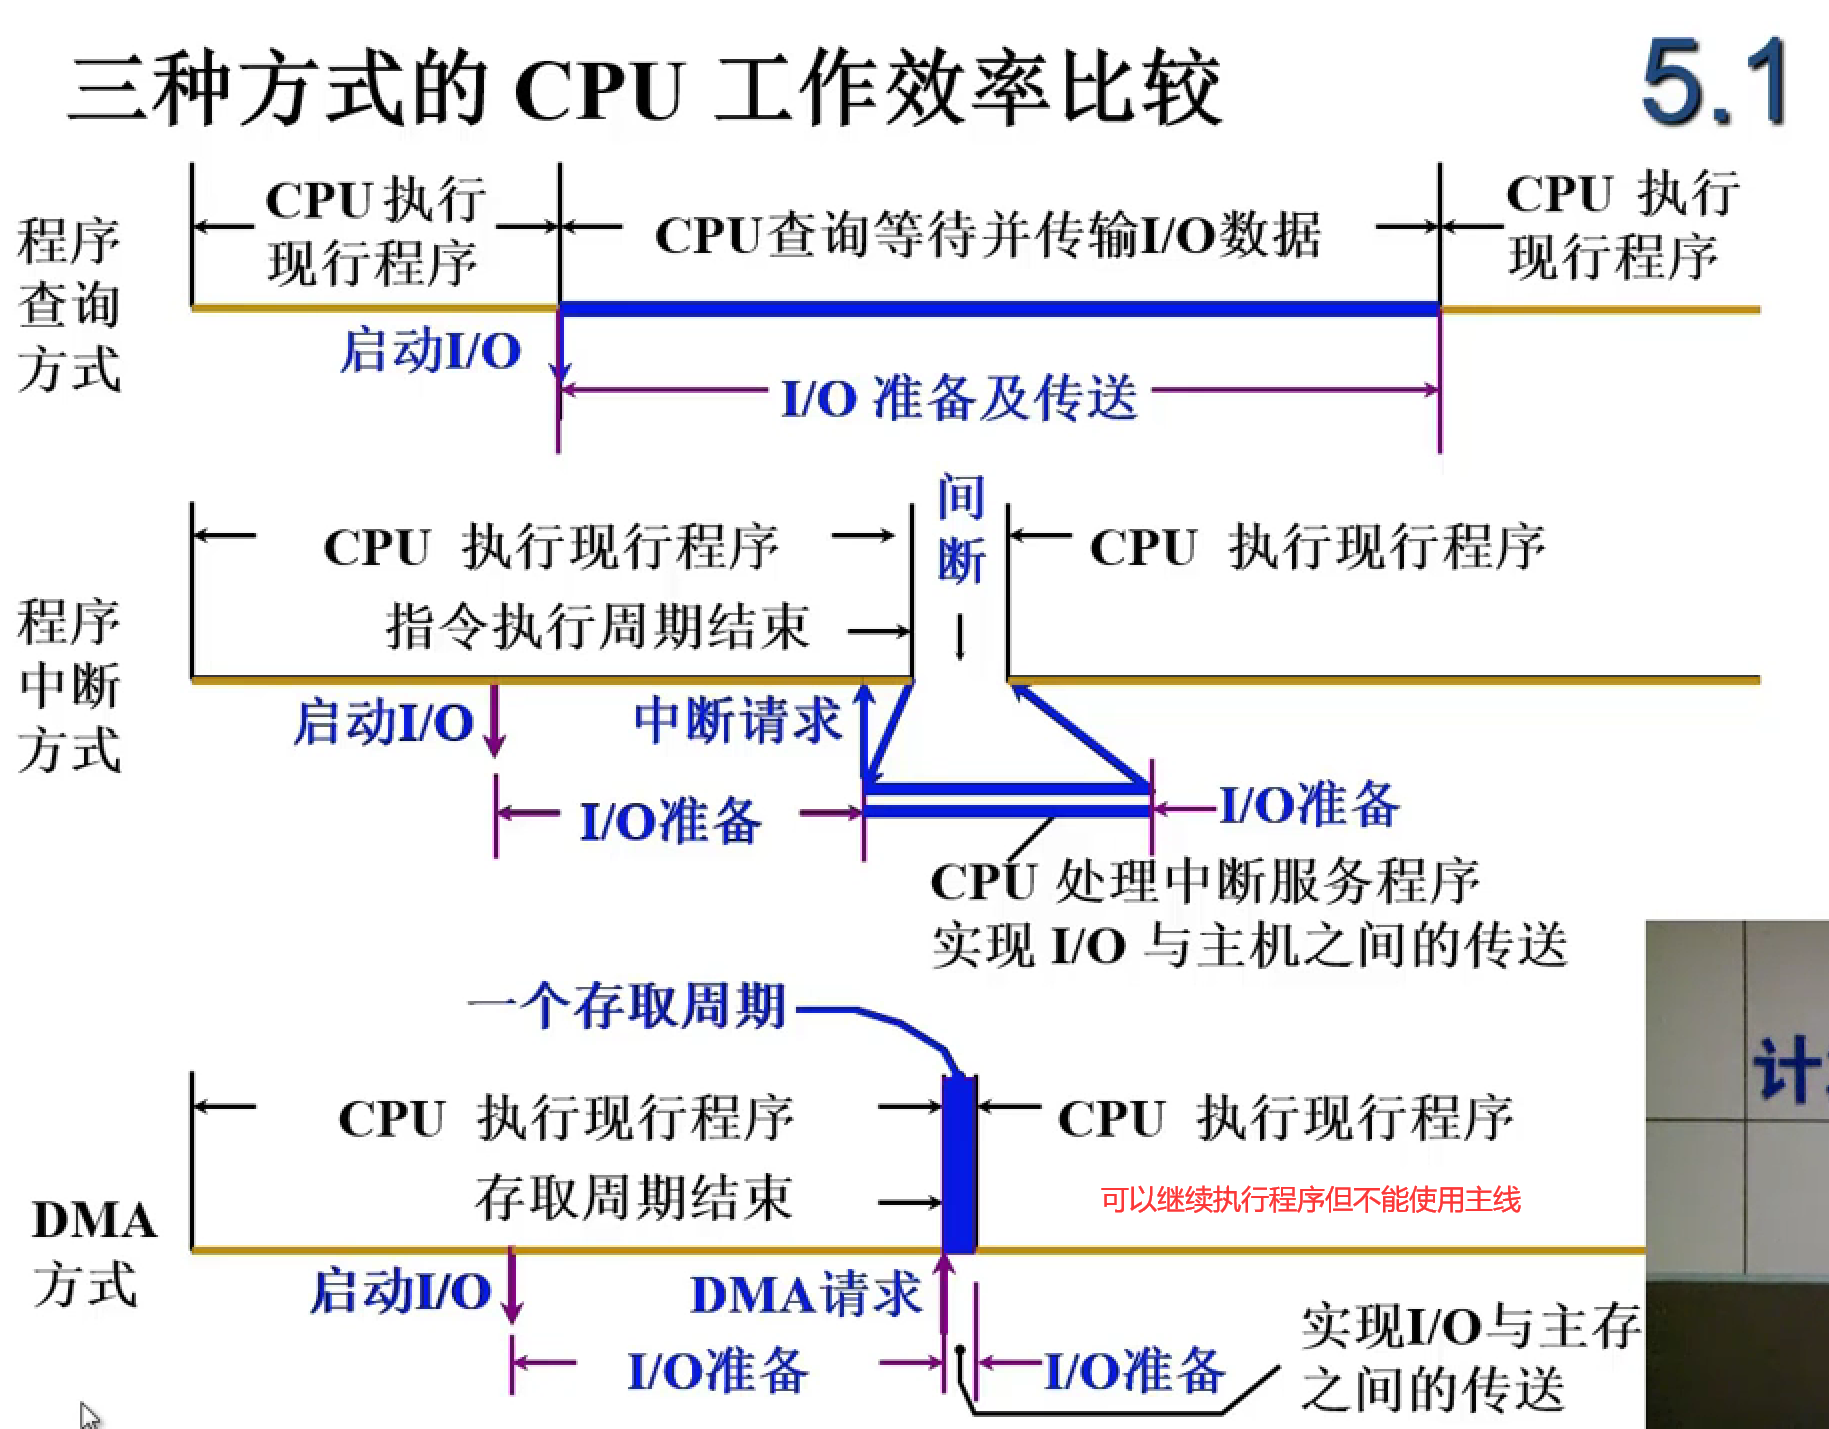 三种方式的 CPU 工作效率比较
5.1
程序
查询
方式
CPU 执行
现行程序
CPU查询等待并传输I/O数据
CPU 执行
现行程序
启动I/O
I/O 准备及传送
程序
中断
方式
CPU 执行现行程序
指令执行周期结束
间
断
CPU 执行现行程序
启动I/O
中断请求
I/O准备
I/O准备
CPU 处理中断服务程序
实现 I/O 与主机之间的传送
一个存取周期
DMA
方式
CPU 执行现行程序
存取周期结束
CPU 执行现行程序
可以继续执行程序但不能使用主线
启动I/O
DMA请求
I/O准备
I/O准备
实现I/O与主存
之间的传送
计